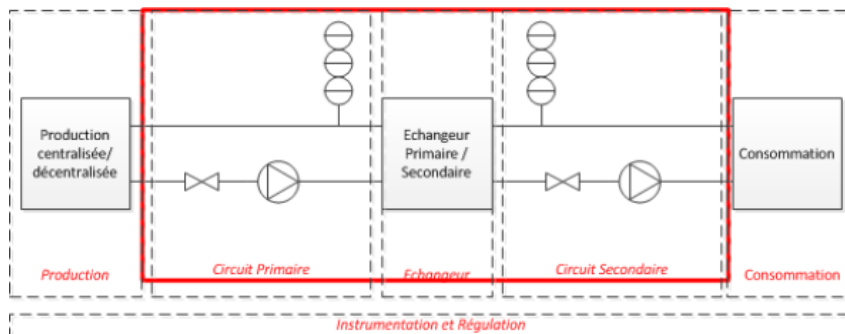 Production
centralisée/
décentralisée
Echangeur
Primaire /
Secondaire
Consommation
Production
Circuit Primaire
Echangeur
Circuit Secondaire
Consommation
Instrumentation et Régulation